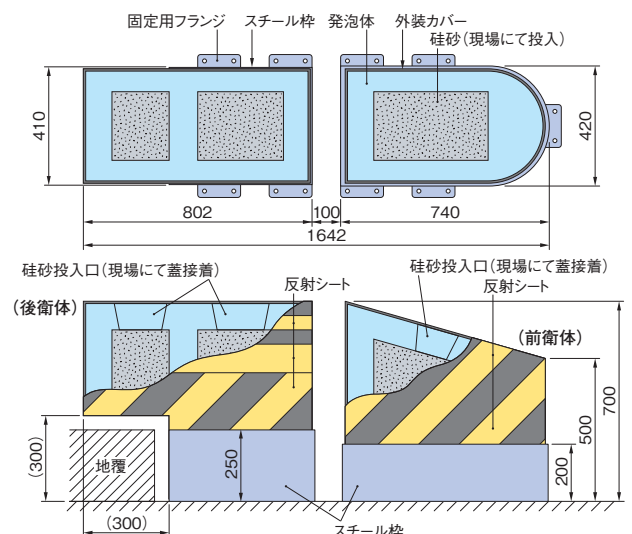 固定用フランジ
スチール枠
発泡体
外装カバー
硅砂（現場にて投入）
410
420
802
100
740
1642
硅砂投入口（現場にて蓋接着）
反射シート
（後衛体）
硅砂投入口（現場にて蓋接着）
反射シート
（前衛体）
（300）
地覆
250
200
500
700
（300）
スチール枠